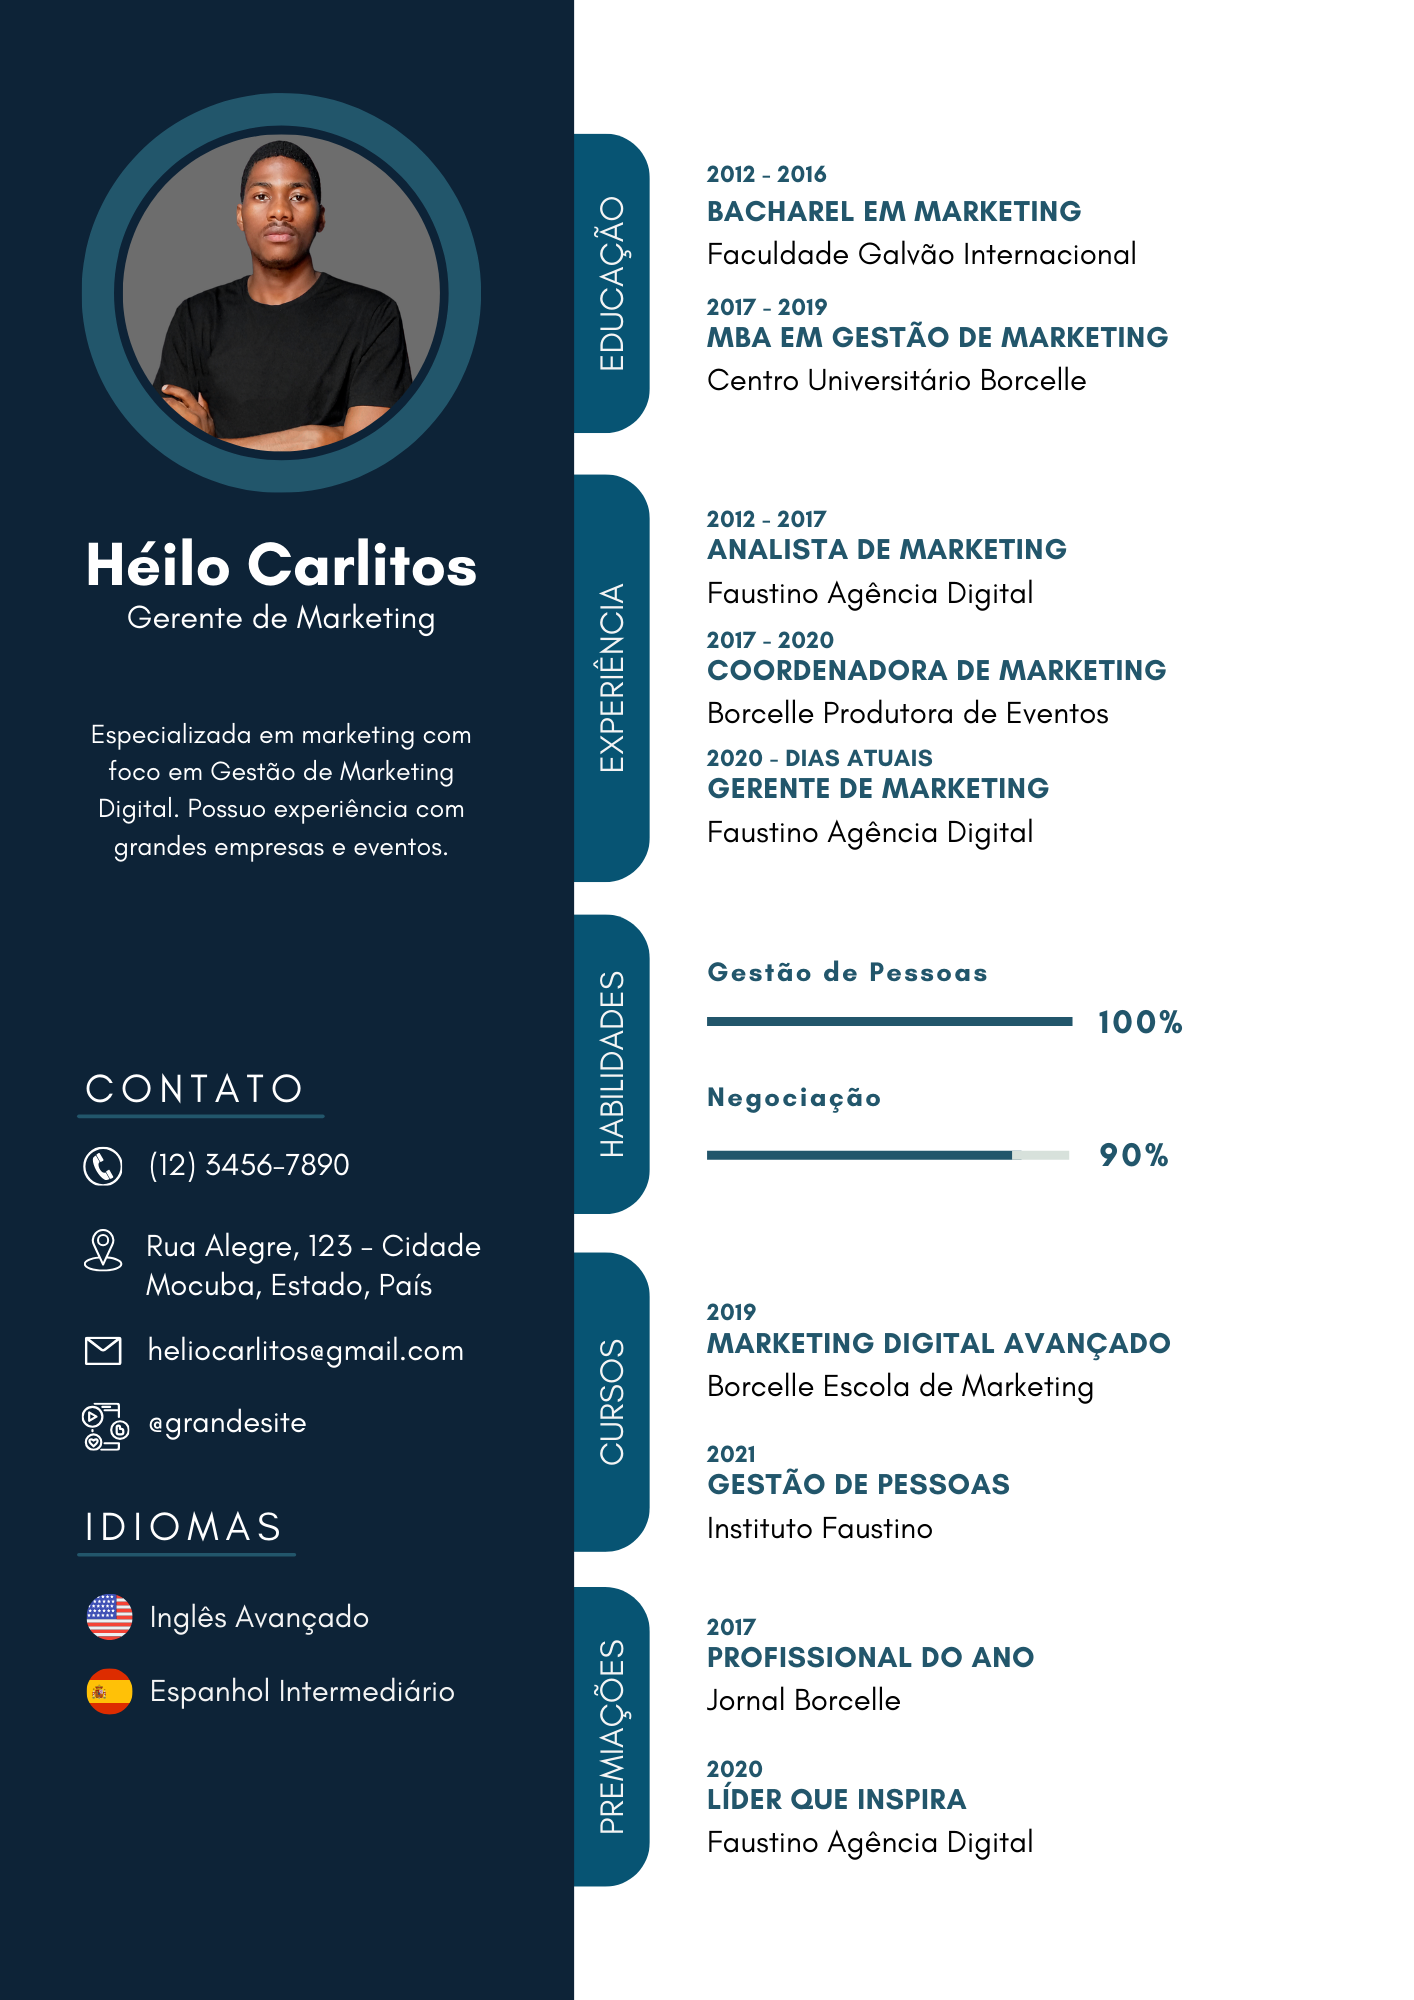 Héilo Carlitos
Gerente de Marketing
Especializada em marketing com
foco em Gestão de Marketing
Digital. Possuo experiência com
grandes empresas e eventos.
CONTATO
(12) 3456-7890
Rua Alegre, 123 - Cidade
Mocuba, Estado, País
heliocarlitos@gmail.com
@grandesite
IDIOMAS
Inglês Avançado
Espanhol Intermediário
EDUCAÇÃO
2012 - 2016
BACHAREL EM MARKETING
Faculdade Galvão Internacional
2017 - 2019
MBA EM GESTÃO DE MARKETING
Centro Universitário Borcelle
EXPERIÊNCIA
2012 - 2017
ANALISTA DE MARKETING
Faustino Agência Digital
2017 - 2020
COORDENADORA DE MARKETING
Borcelle Produtora de Eventos
2020 - DIAS ATUAIS
GERENTE DE MARKETING
Faustino Agência Digital
HABILIDADES
Gestão de Pessoas
100%
Negociação
90%
CURSOS
2019
MARKETING DIGITAL AVANÇADO
Borcelle Escola de Marketing
2021
GESTÃO DE PESSOAS
Instituto Faustino
PREMIAÇÕES
2017
PROFISSIONAL DO ANO
Jornal Borcelle
2020
LÍDER QUE INSPIRA
Faustino Agência Digital